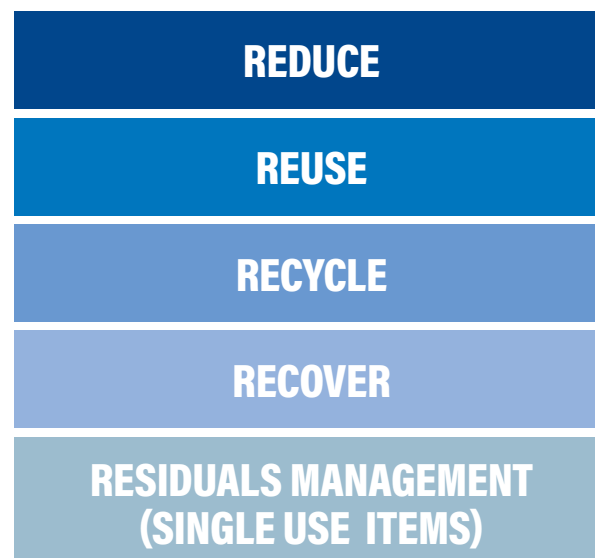 REDUCE
REUSE
RECYCLE
RECOVER
RESIDUALS MANAGEMENT
(SINGLE USE ITEMS)